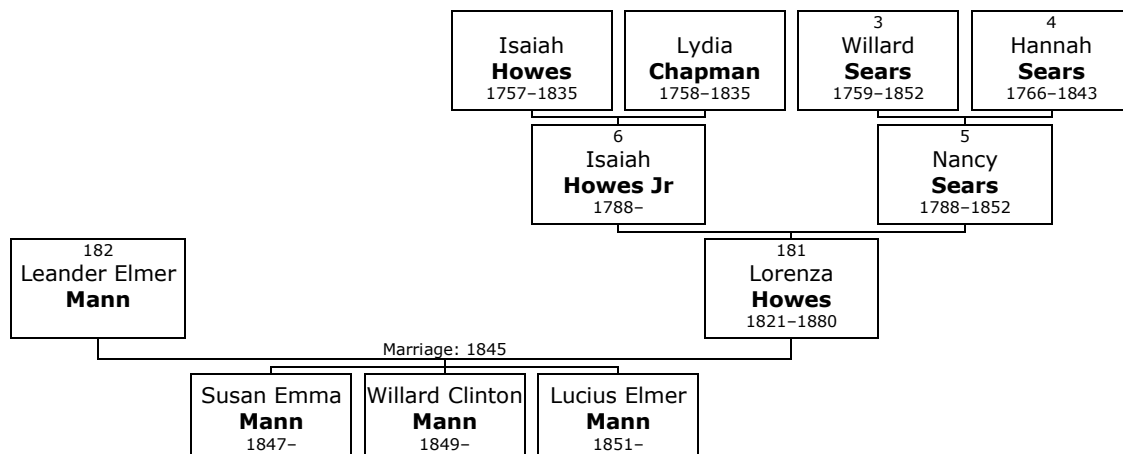 Isaiah
Howes
1757–1835
Lydia
Chapman
1758–1835
3
Willard
Sears
1759–1852
4
Hannah
Sears
1766–1843
6
Isaiah
Howes Jr
1788–
5
Nancy
Sears
1788–1852
182
Leander Elmer
Mann
181
Lorenza
Howes
1821–1880
Marriage: 1845
Susan Emma
Mann
1847–
Willard Clinton
Mann
1849–
Lucius Elmer
Mann
1851–